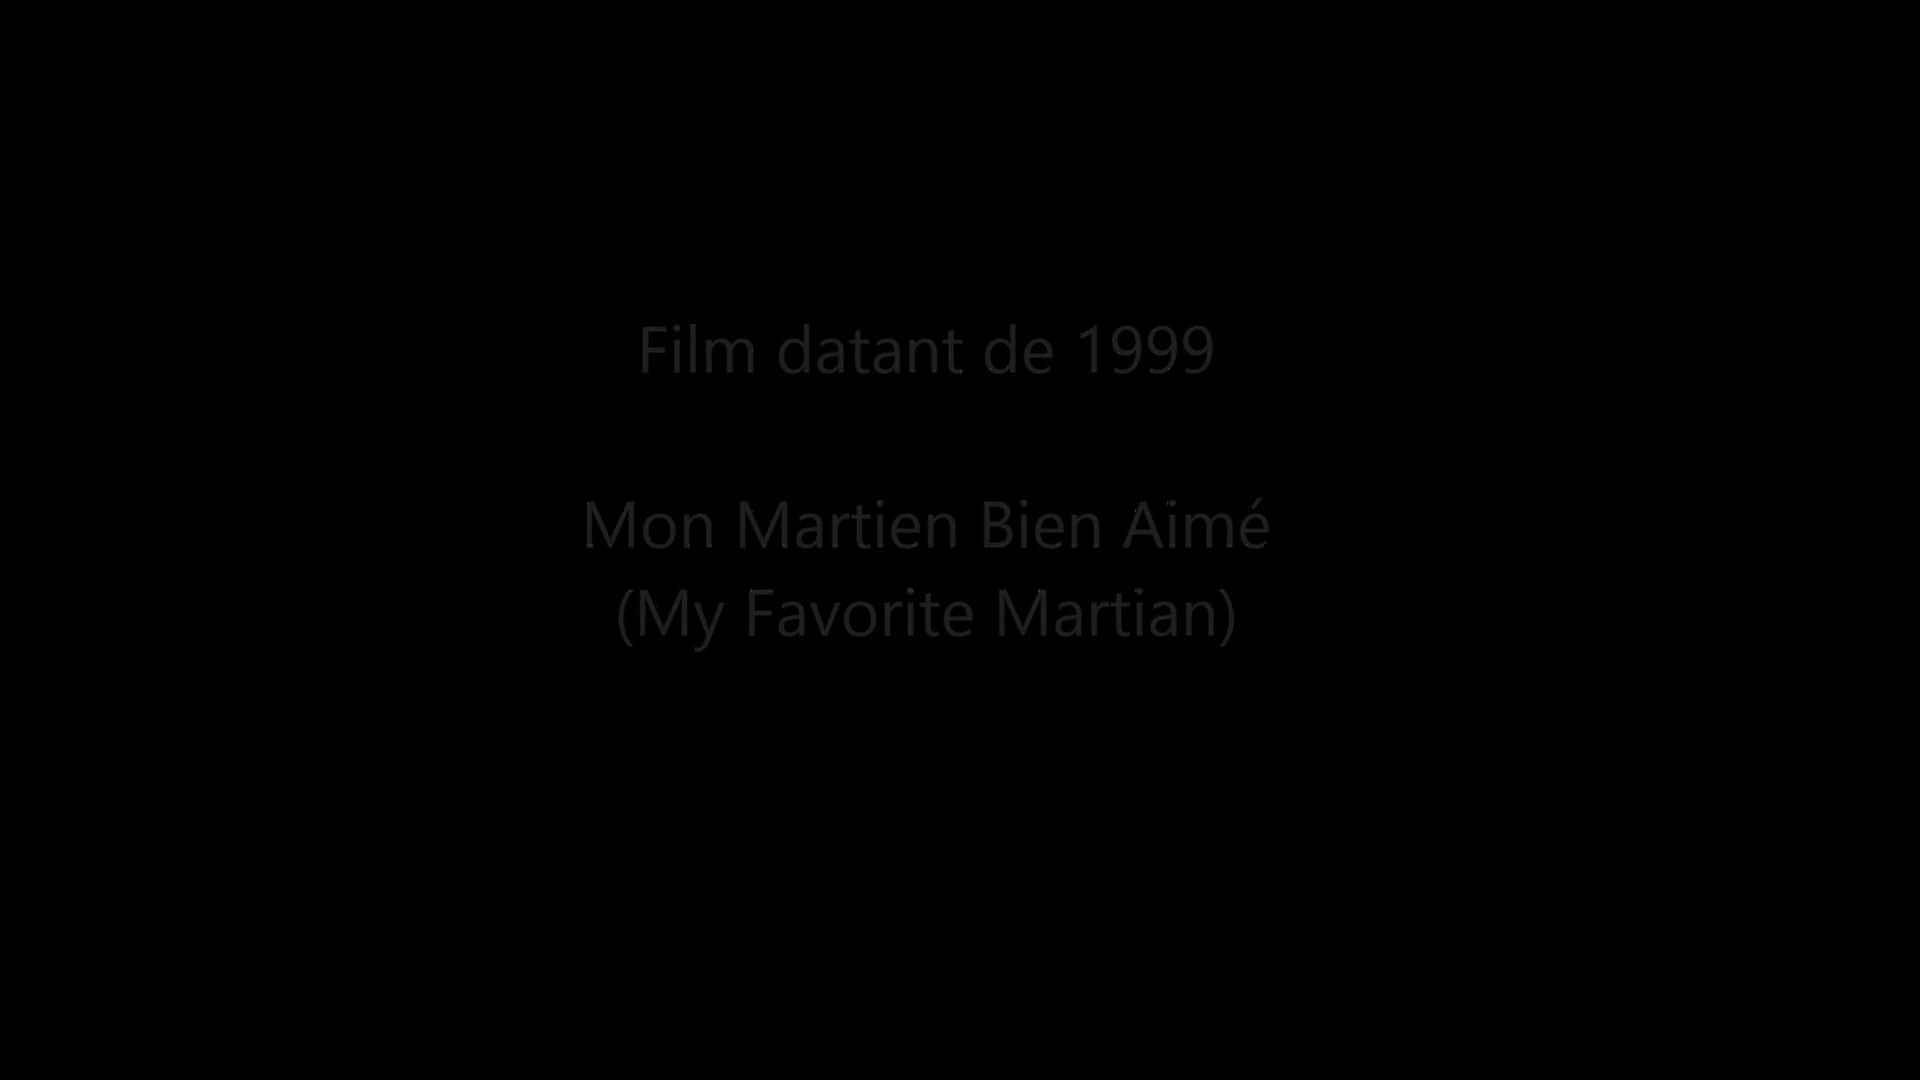 Film datant de 1999
Mon Martien Bien Aimé
(My Favorite Martian)